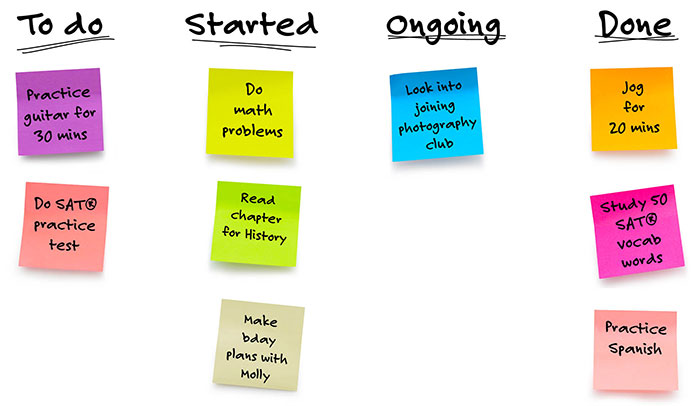 To do
Practice
guitar for
30 mins
Do SAT®
practice
test
Started
Do
math
problems
Read
chapter
for History
Make
bday
plans with
Molly
Ongoing
Look into
joining
photography
club
Done
Jog
for
20 mins
Study 50
SAT®
vocab
words
Practice
Spanish